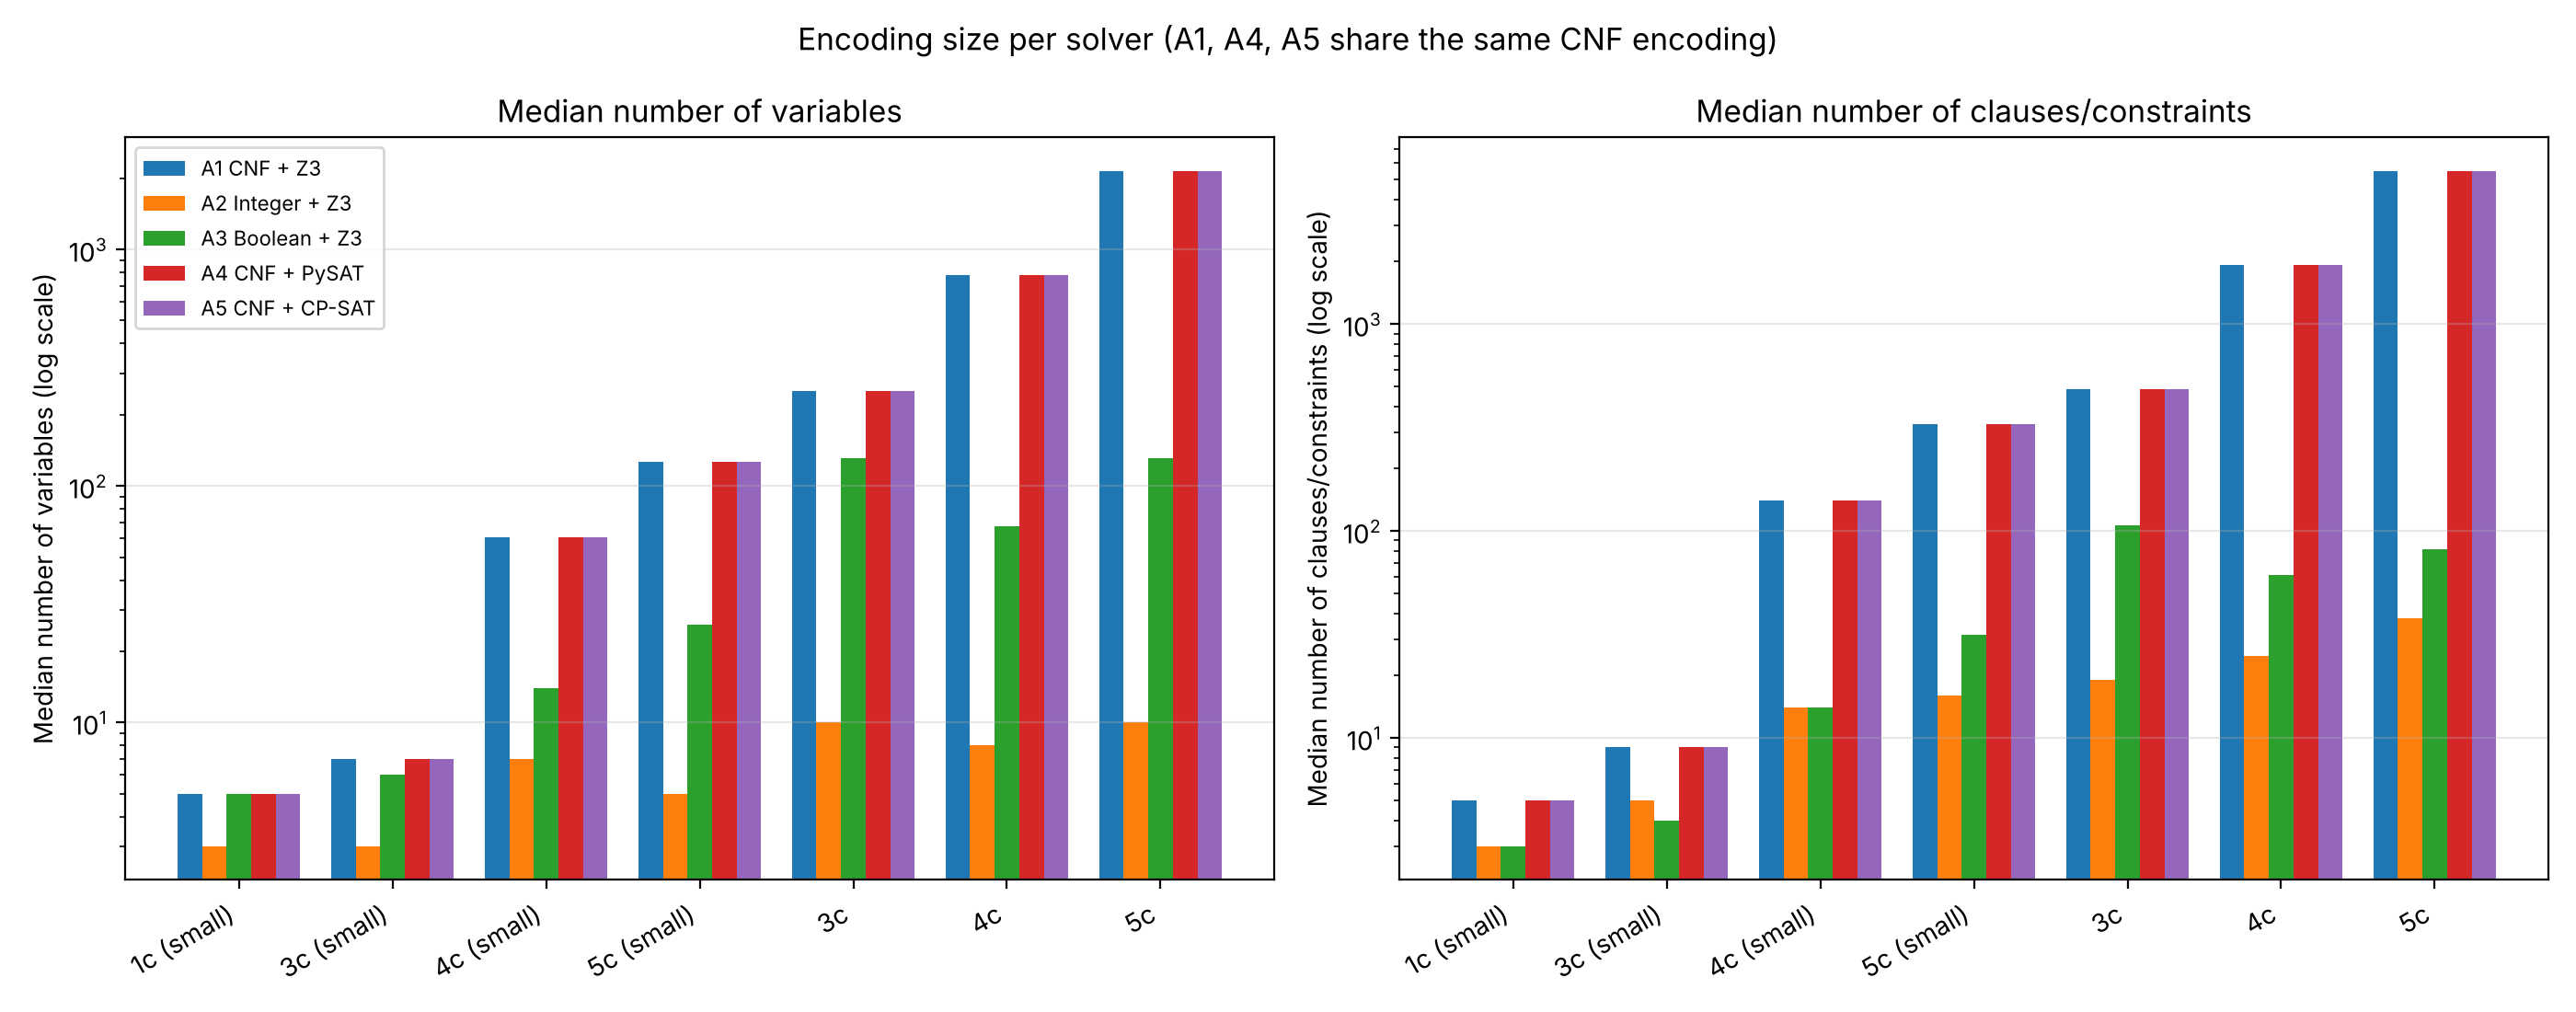 Encoding size per solver (A1, A4, A5 share the same CNF encoding)
Median number of variables
Median number of variables (log scale)
10³
10²
10¹
A1 CNF + Z3
A2 Integer + Z3
A3 Boolean + Z3
A4 CNF + PySAT
A5 CNF + CP-SAT
1c (small)
3c (small)
4c (small)
5c (small)
3c
4c
5c
Median number of clauses/constraints
Median number of clauses/constraints (log scale)
10³
10²
10¹
1c (small)
3c (small)
4c (small)
5c (small)
3c
4c
5c